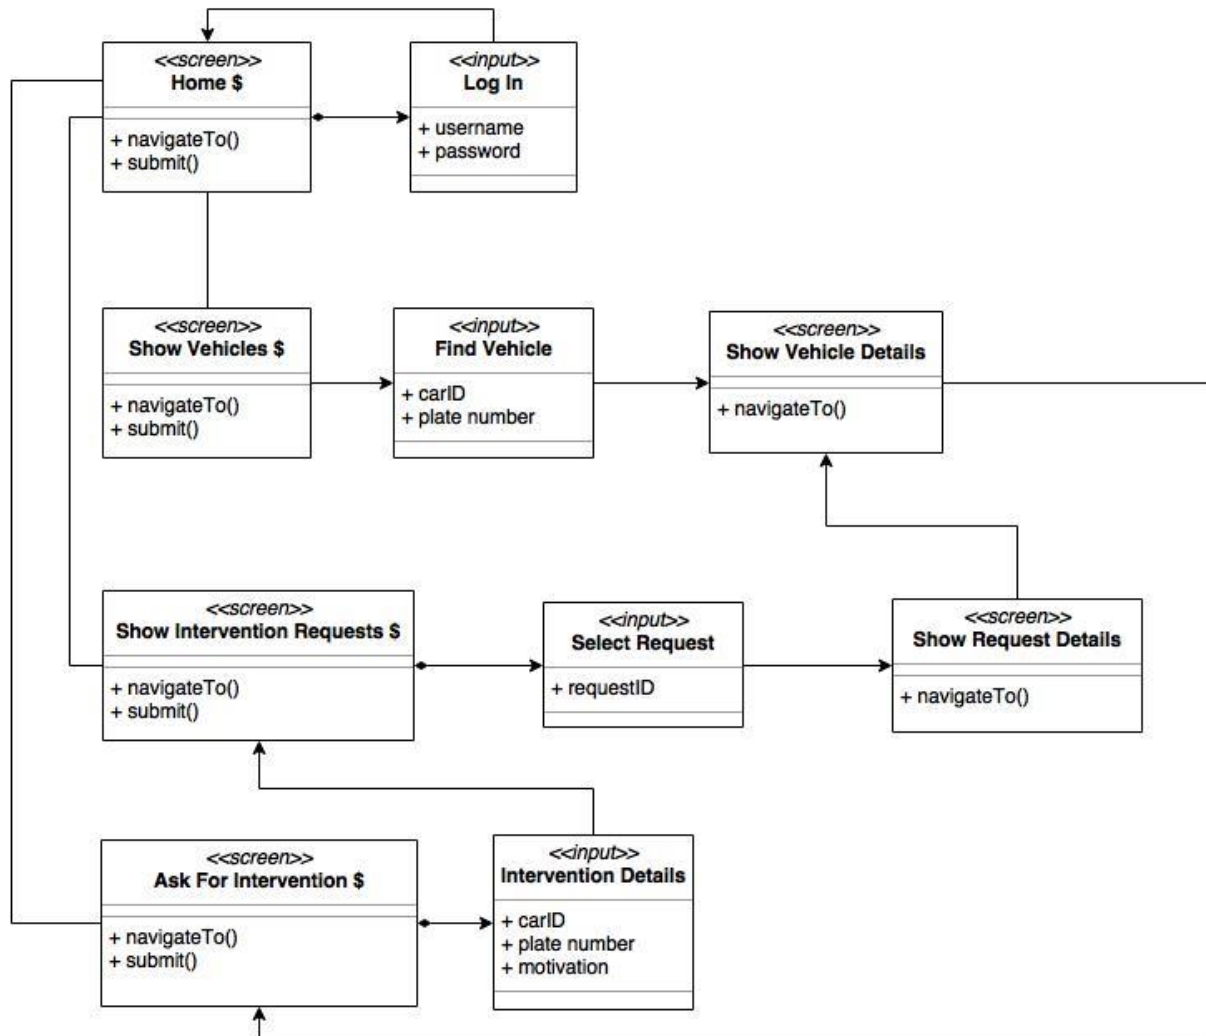 <<screen>>
Home $
+ navigateTo()
+ submit()
<<input>>
Log In
+ username
+ password
<<screen>>
Show Vehicles $
+ navigateTo()
+ submit()
<<input>>
Find Vehicle
+ carID
+ plate number
<<screen>>
Show Vehicle Details
+ navigateTo()
<<screen>>
Show Intervention Requests $
+ navigateTo()
+ submit()
<<input>>
Select Request
+ requestID
<<screen>>
Show Request Details
+ navigateTo()
<<screen>>
Ask For Intervention $
+ navigateTo()
+ submit()
<<input>>
Intervention Details
+ carID
+ plate number
+ motivation